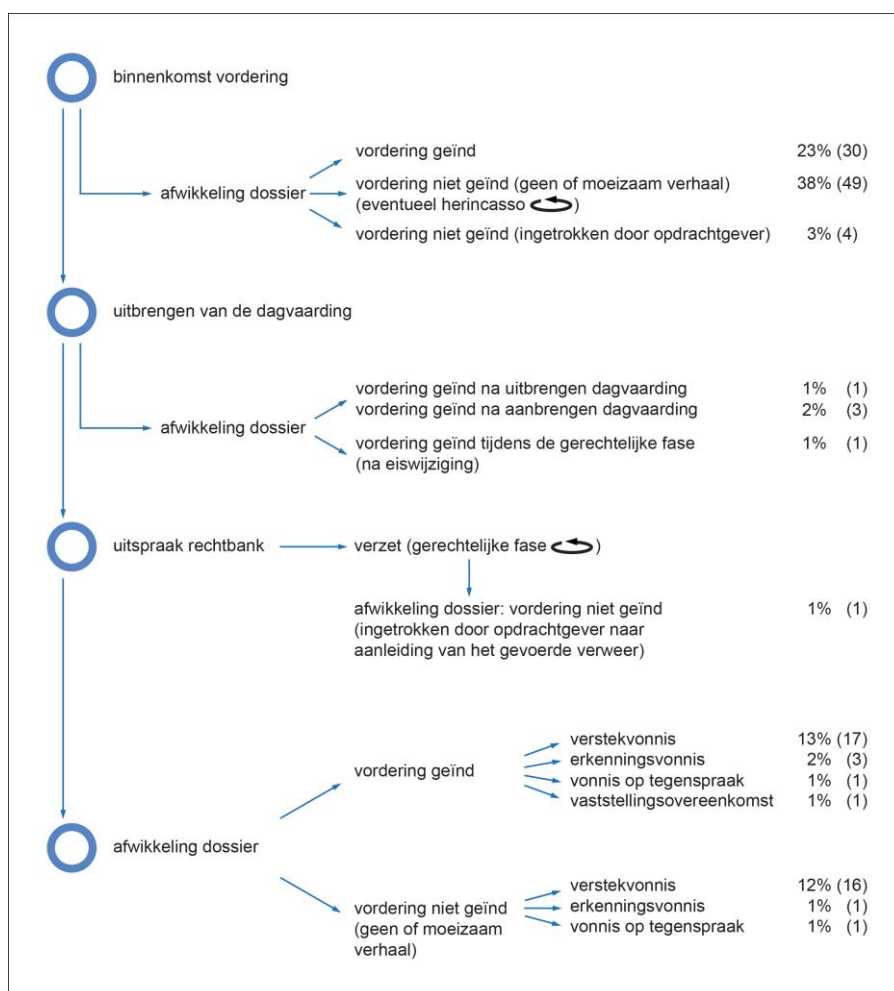 binnenkomst vordering
vordering geïnd 23% (30)
afwikkeling dossier
vordering niet geïnd (geen of moeizaam verhaal) 38% (49)
(eventueel herincasso )
vordering niet geïnd (ingetrokken door opdrachtgever) 3% (4)
uitbrengen van de dagvaarding
vordering geïnd na uitbrengen dagvaarding 1% (1)
vordering geïnd na aanbrengen dagvaarding 2% (3)
afwikkeling dossier
vordering geïnd tijdens de gerechtelijke fase 1% (1)
(na eiswijziging)
uitspraak rechtbank
verzet (gerechtelijke fase )
afwikkeling dossier: vordering niet geïnd 1% (1)
(ingetrokken door opdrachtgever naar
aanleiding van het gevoerde verweer)
verstekvonnis 13% (17)
erkenningsvonnis 2% (3)
vordering geïnd
vonnis op tegenspraak 1% (1)
vaststellingsovereenkomst 1% (1)
afwikkeling dossier
verstekvonnis 12% (16)
vordering niet geïnd
erkenningsvonnis 1% (1)
(geen of moeizaam
vonnis op tegenspraak 1% (1)
verhaal)